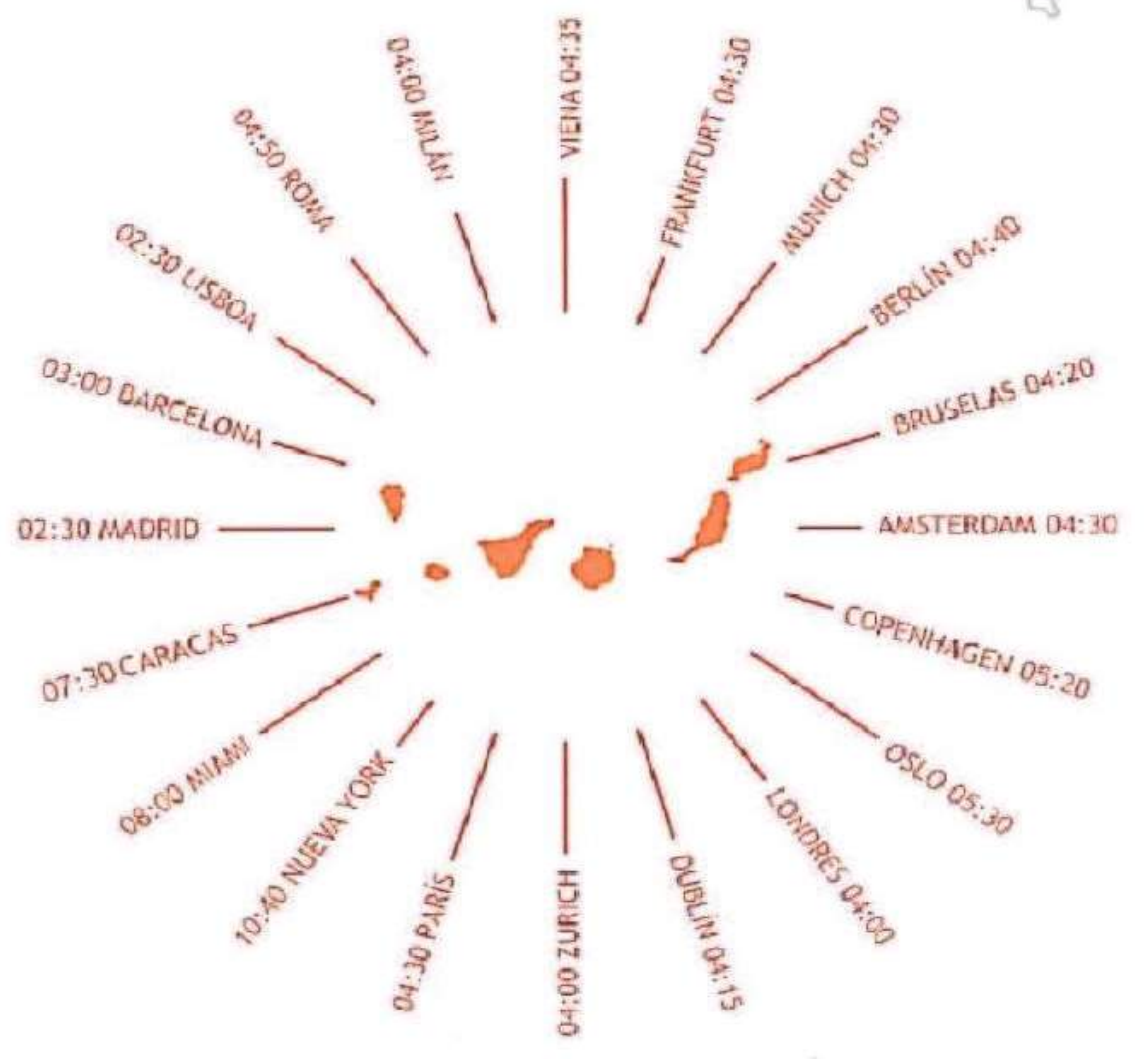 VIENA 04:35
FRANKFURT 04:30
MUNICH 04:30
BERLÍN 04:40
BRUSELAS 04:20
AMSTERDAM 04:30
COPENHAGEN 05:20
OSLO 05:30
LONDRES 04:00
DUBLÍN 04:15
04:00 ZURICH
04:30 PARÍS
10:40 NUEVA YORK
08:00 MIAMI
07:30 CARACAS
02:30 MADRID
03:00 BARCELONA
02:30 LISBOA
04:50 ROMA
04:00 MILÁN